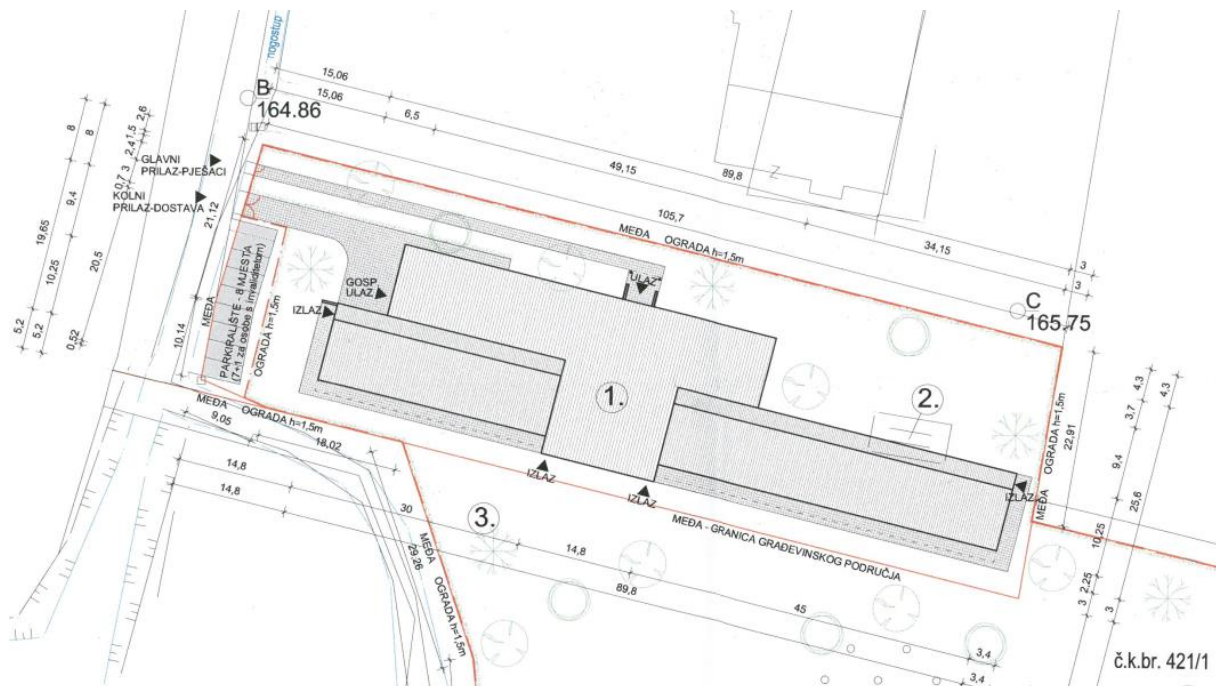 nogostup
B
164.86
15,06
15,06
6,5
49,15
89,8
105,7
34,15
3
3
8
8
2,6
1,5
2,4
3
0,7
9,4
19,65
10,25
20,5
5,2
5,2
0,52
GLAVNI
PRILAZ-PJEŠACI
KOLNI
PRILAZ-DOSTAVA
21,12
10,14
MEĐA
PARKIRALIŠTE - 8 MJESTA
(7+1 za osobe s invaliditetom)
OGRADA h=1,5m
MEĐA OGRADA h=1,5m
Z
C
165.75
GOSP.
ULAZ
"ULAZ"
IZLAZ
1.
2.
3.
MEĐA OGRADA h=1,5m
22,91
IZLAZ
IZLAZ
IZLAZ
MEĐA OGRADA h=1,5m
9,05
18,02
14,8
14,8
30
29,26
MEĐA OGRADA h=1,5m
MEĐA - GRANICA GRAĐEVINSKOG PODRUČJA
14,8
89,8
45
3,4
3,4
4,3
4,3
3,7
9,4
25,6
10,25
2,25
3
3
č.k.br. 421/1